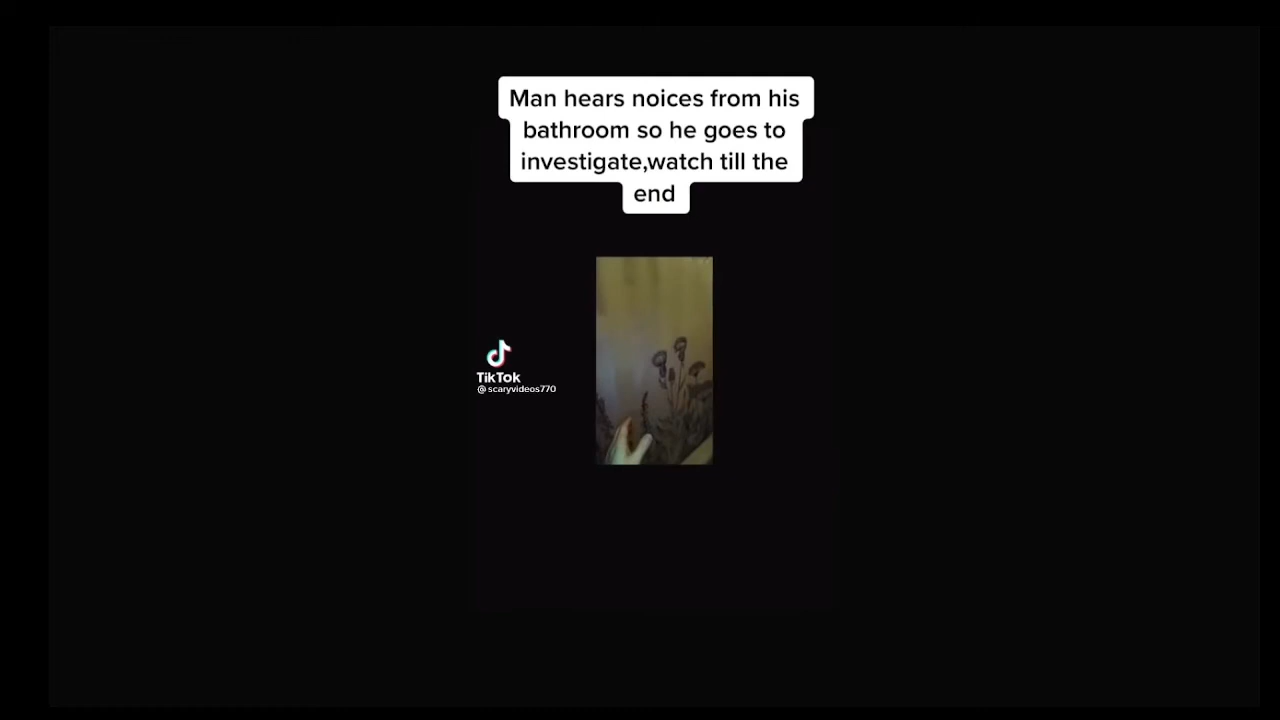 Man hears noices from his
bathroom so he goes to
investigate,watch till the
end
TikTok
@scaryvideos770